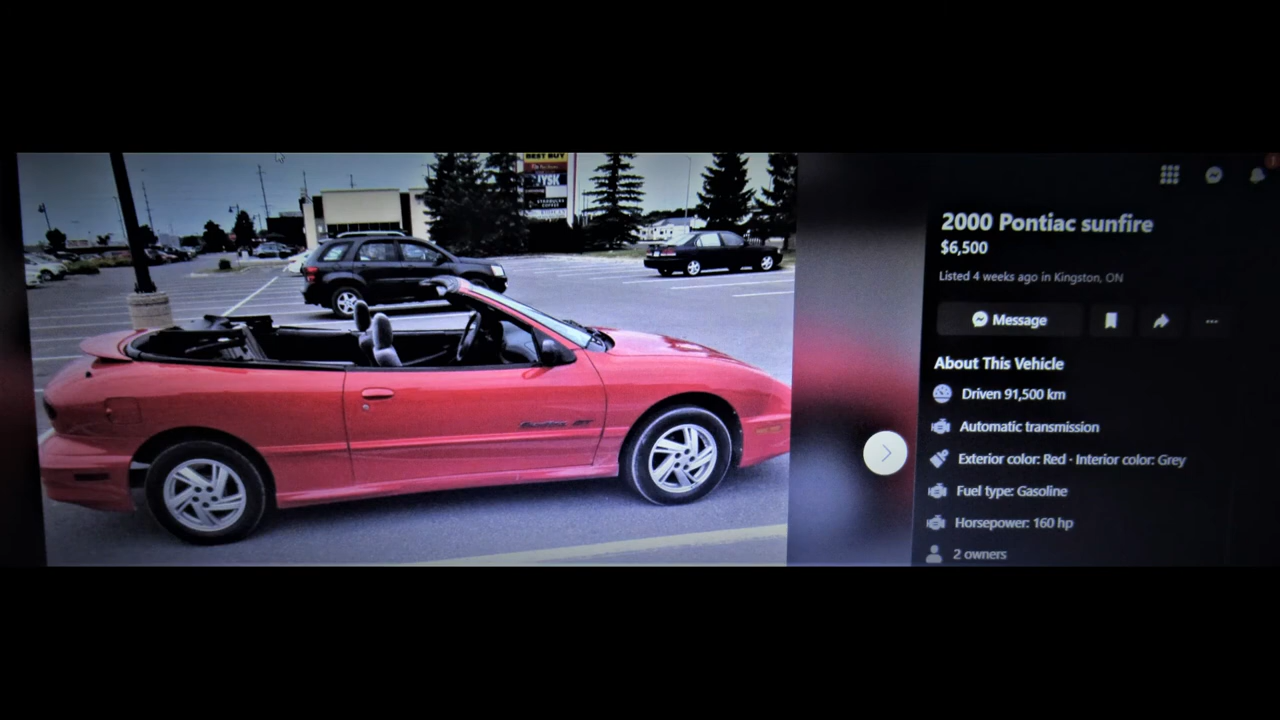 BEST BUY
JYSK
STARBUCKS
COFFEE
2000 Pontiac sunfire
$6,500
Listed 4 weeks ago in Kingston, ON
Message
About This Vehicle
Driven 91,500 km
Automatic transmission
Exterior color: Red · Interior color: Grey
Fuel type: Gasoline
Horsepower: 160 hp
2 owners